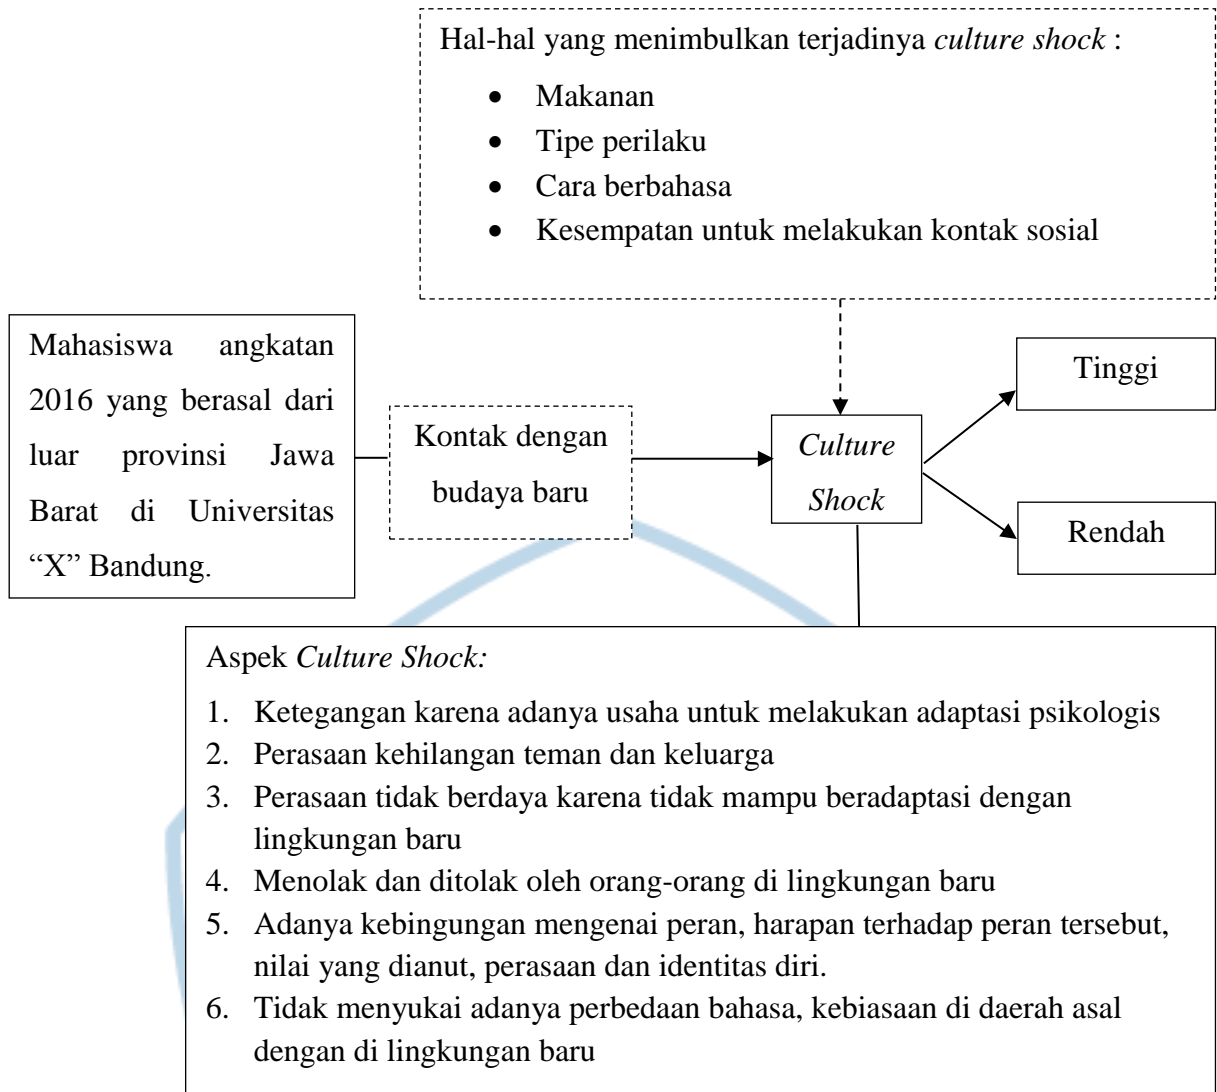 Hal-hal yang menimbulkan terjadinya culture shock :
• Makanan
• Tipe perilaku
• Cara berbahasa
• Kesempatan untuk melakukan kontak sosial
Mahasiswa angkatan
2016 yang berasal dari
luar provinsi Jawa
Barat di Universitas
“X” Bandung.
Kontak dengan
budaya baru
Culture
Shock
Tinggi
Rendah
Aspek Culture Shock:
1. Ketegangan karena adanya usaha untuk melakukan adaptasi psikologis
2. Perasaan kehilangan teman dan keluarga
3. Perasaan tidak berdaya karena tidak mampu beradaptasi dengan
lingkungan baru
4. Menolak dan ditolak oleh orang-orang di lingkungan baru
5. Adanya kebingungan mengenai peran, harapan terhadap peran tersebut,
nilai yang dianut, perasaan dan identitas diri.
6. Tidak menyukai adanya perbedaan bahasa, kebiasaan di daerah asal
dengan di lingkungan baru